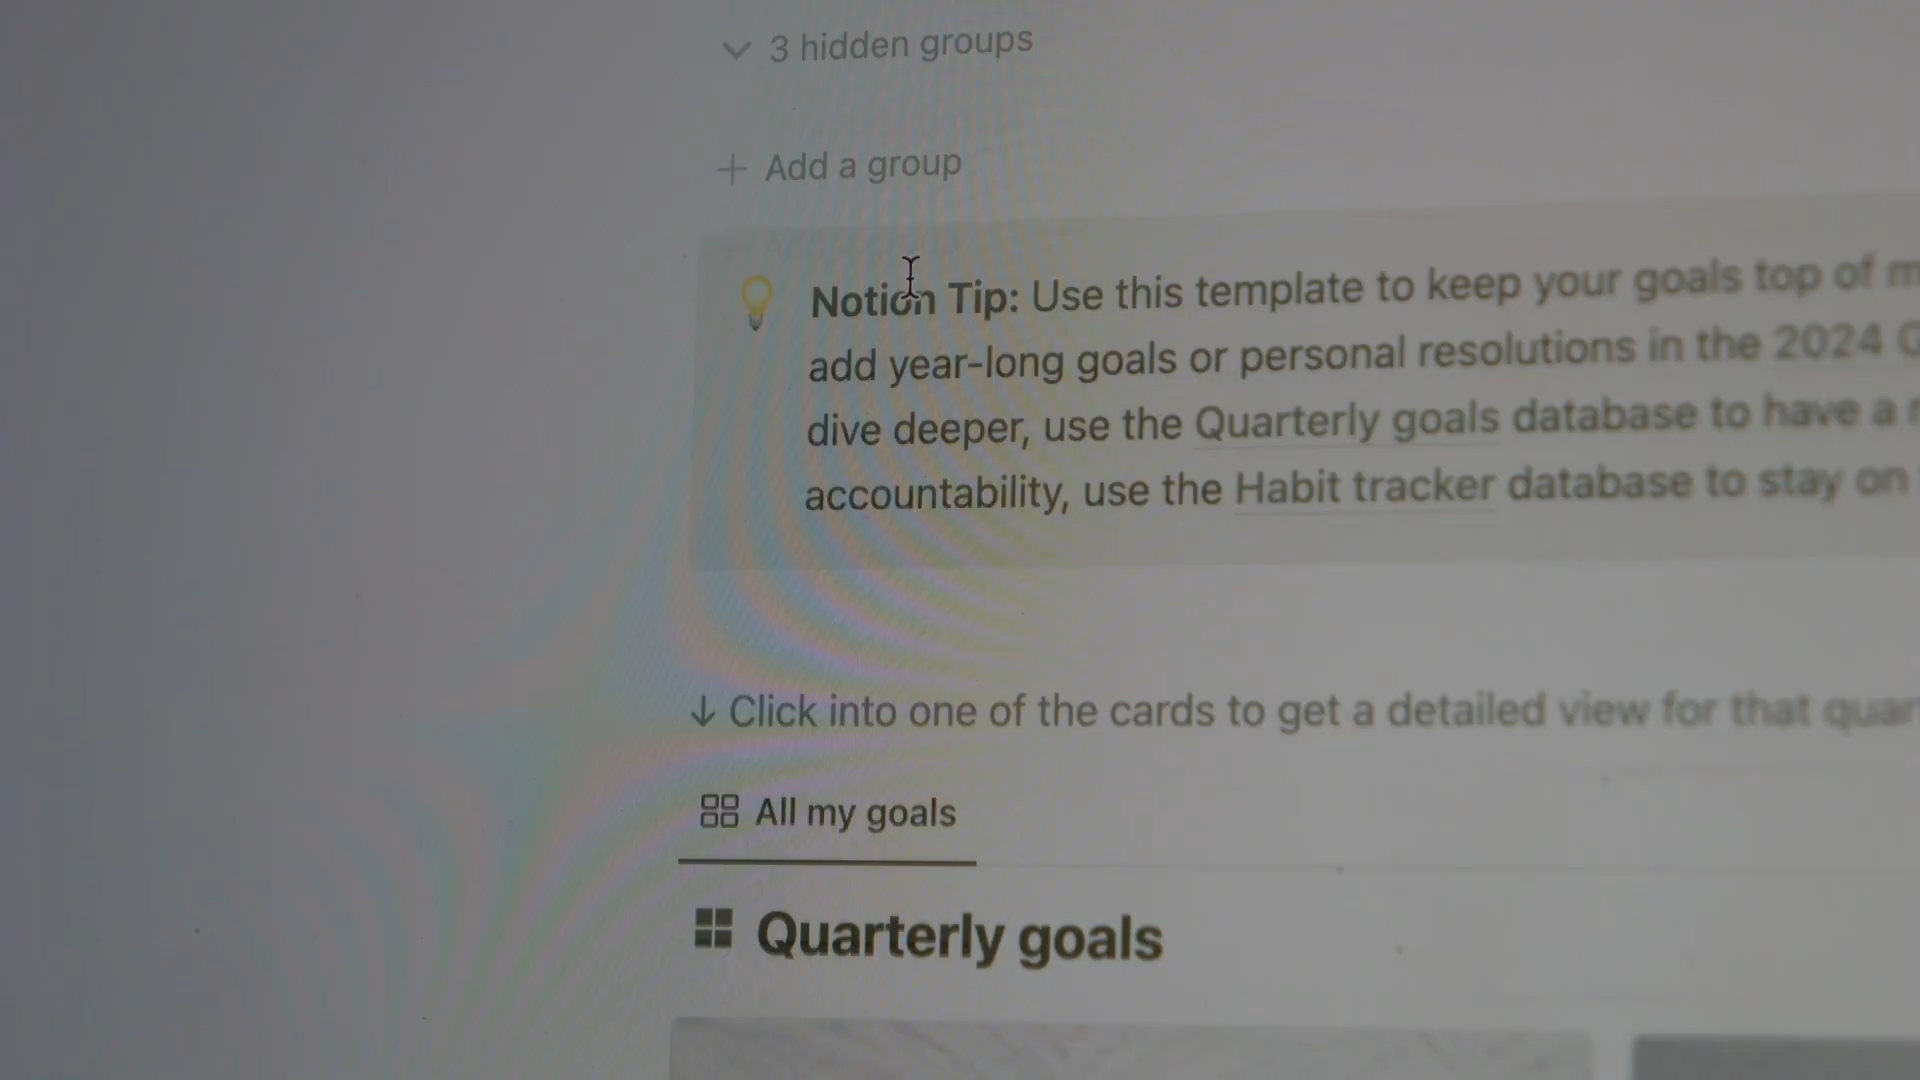 3 hidden groups
+ Add a group
Notion Tip: Use this template to keep your goals top of
add year-long goals or personal resolutions in the 2024
dive deeper, use the Quarterly goals database to have a
accountability, use the Habit tracker database to stay on
↓ Click into one of the cards to get a detailed view for that
All my goals
Quarterly goals